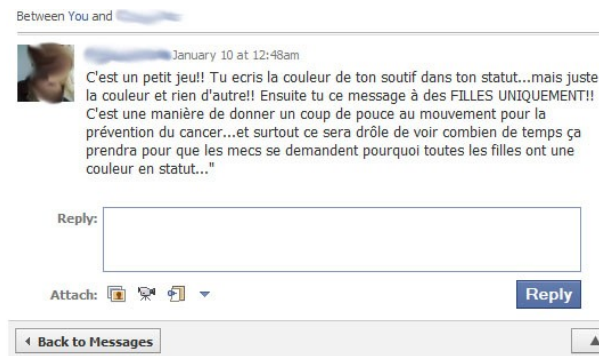 Between You and
January 10 at 12:48am
C'est un petit jeu!! Tu ecris la couleur de ton soutif dans ton statut...mais juste
la couleur et rien d'autre!! Ensuite tu ce message à des FILLES UNIQUEMENT!!
C'est une manière de donner un coup de pouce au mouvement pour la
prévention du cancer...et surtout ce sera drôle de voir combien de temps ça
prendra pour que les mecs se demandent pourquoi toutes les filles ont une
couleur en statut..."
Reply:
Attach:
Reply
Back to Messages